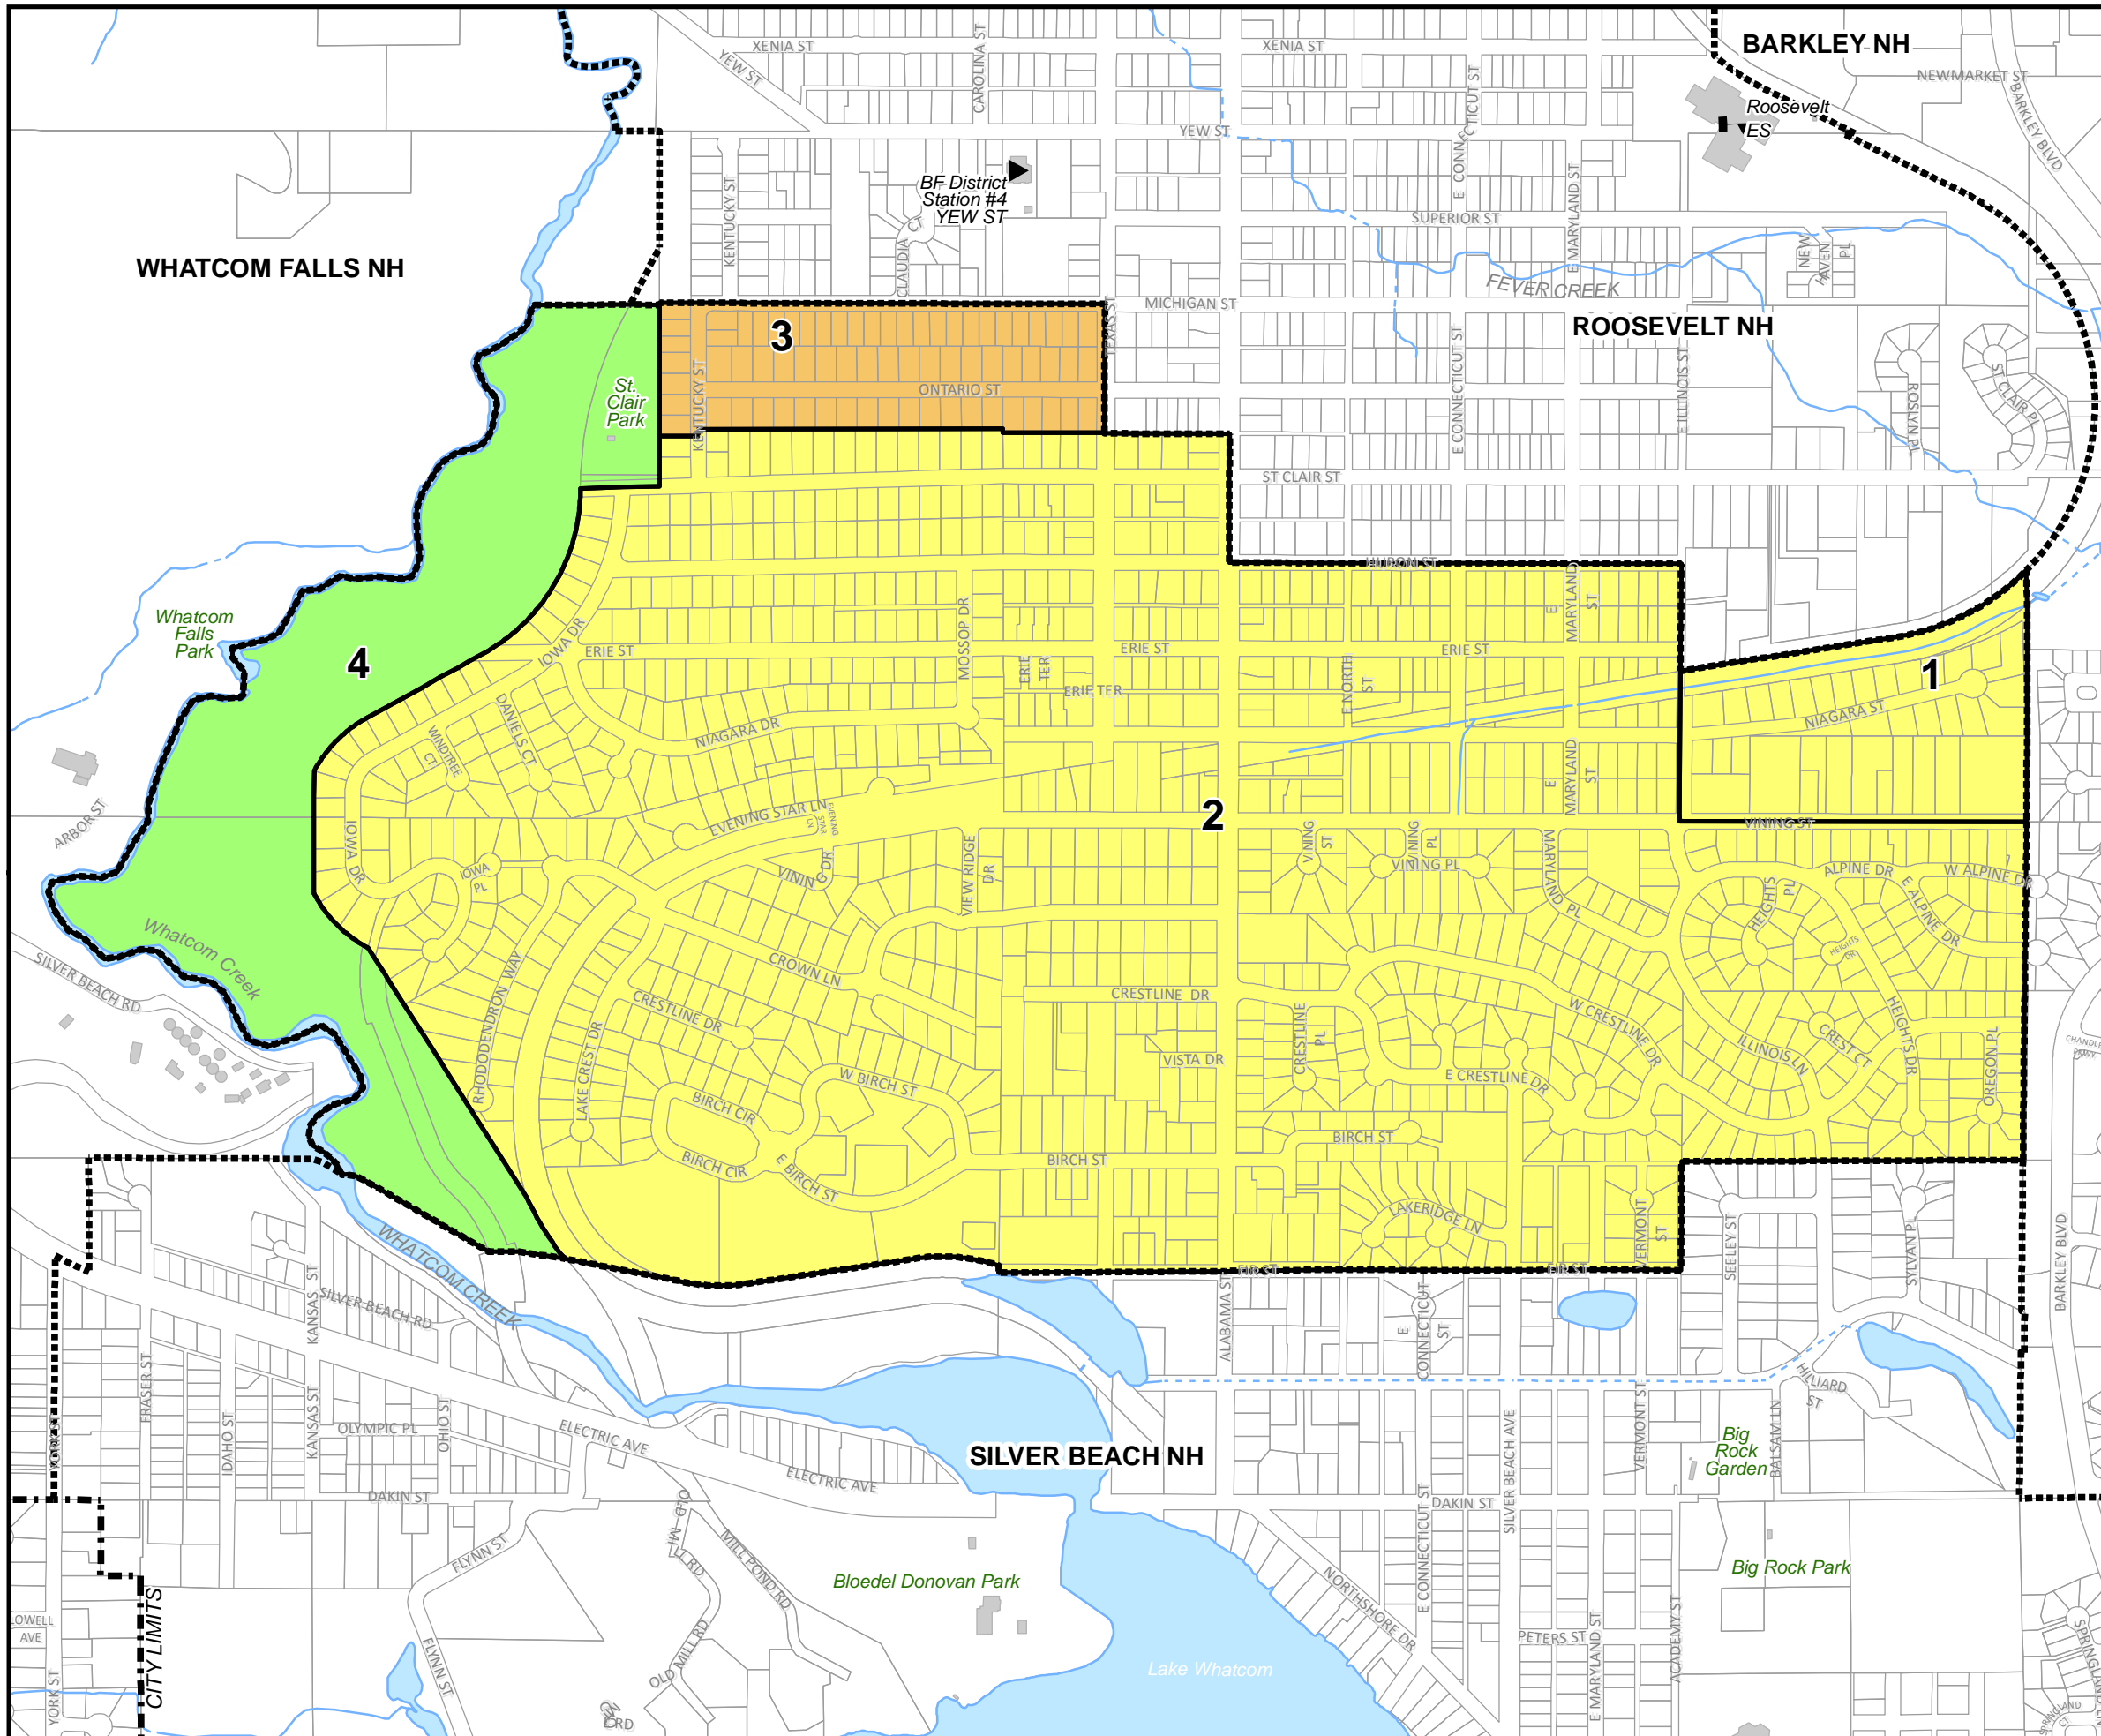 XENIA ST
XENIA ST
BARKLEY NH
NEWMARKET ST
YEW ST
CAROLINA ST
BARKLEY BLVD
Roosevelt
ES
YEW ST
E CONNECTICUT ST
BF District
Station #4
YEW ST
KENTUCKY ST
CLAUDIA CT
E MARYLAND ST
SUPERIOR ST
NEW
HAVEN
PL
WHATCOM FALLS NH
FEVER CREEK
MICHIGAN ST
TEXAS ST
ROOSEVELT NH
3
St.
Clair
Park
KENTUCKY ST
ONTARIO ST
E CONNECTICUT ST
E ILLINOIS ST
ROSLYN PL
ST CLAIR PL
ST CLAIR ST
HURON ST
Whatcom
Falls
Park
4
IOWA DR
ERIE ST
MOSSOP DR
ERIE
TER
ERIE ST
ERIE TER
E NORTH
ST
ERIE ST
E
MARYLAND
ST
1
NIAGARA ST
DANIELS CT
WINDTREE
CT
NIAGARA DR
E
MARYLAND
ST
ARBOR ST
2
EVENING STAR LN
EVENING
STAR
LN
IOWA DR
IOWA
PL
VINING DR
VIEW RIDGE
DR
VINING
ST
VINING
PL
VINING PL
MARYLAND PL
VINING ST
ALPINE DR
W ALPINE DR
E ALPINE DR
HEIGHTS
PL
HEIGHTS
DR
Whatcom Creek
SILVER BEACH RD
RHODODENDRON WAY
CROWN LN
CRESTLINE DR
LAKE CREST DR
CRESTLINE DR
CRESTLINE
PL
VISTA DR
W CRESTLINE DR
E CRESTLINE DR
ILLINOIS LN
CREST CT
HEIGHTS DR
OREGON PL
W BIRCH ST
BIRCH CIR
BIRCH CIR
E BIRCH ST
BIRCH ST
BIRCH ST
LAKERIDGE LN
VERMONT
ST
SEELEY ST
SYLVAN PL
BARKLEY BLVD
FIR ST
FIR ST
WHATCOM CREEK
KANSAS ST
SILVER BEACH RD
ALABAMA ST
E
CONNECTICUT
ST
HILLIARD
ST
FRASER ST
IDAHO ST
KANSAS ST
OLYMPIC PL
OHIO ST
ELECTRIC AVE
ELECTRIC AVE
SILVER BEACH NH
SILVER BEACH AVE
VERMONT ST
Big
Rock
Garden
BALSAM LN
DAKIN ST
DAKIN ST
OLD MILL RD
MILL POND RD
FLYNN ST
FLYNN ST
Bloedel Donovan Park
NORTHSHORE DR
E CONNECTICUT ST
Big Rock Park
CITY LIMITS
AVE
YORK ST
OLD MILL RD
Lake Whatcom
PETERS ST
E MARYLAND ST
ACADEMY ST